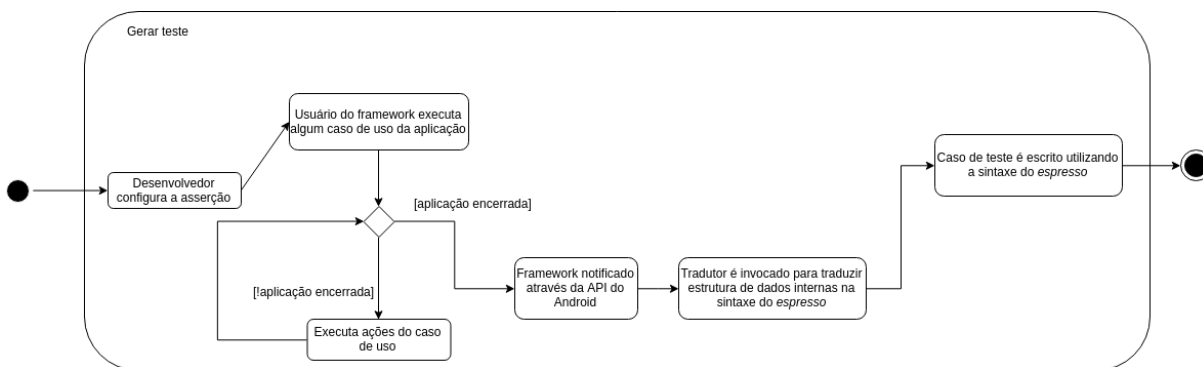 Gerar teste
Usuário do framework executa
algum caso de uso da aplicação
Desenvolvedor
configura a asserção
[aplicação encerrada]
[!aplicação encerrada]
Executa ações do caso
de uso
Framework notificado
através da API do
Android
Tradutor é invocado para traduzir
estrutura de dados internas na
sintaxe do espresso
Caso de teste é escrito utilizando
a sintaxe do espresso